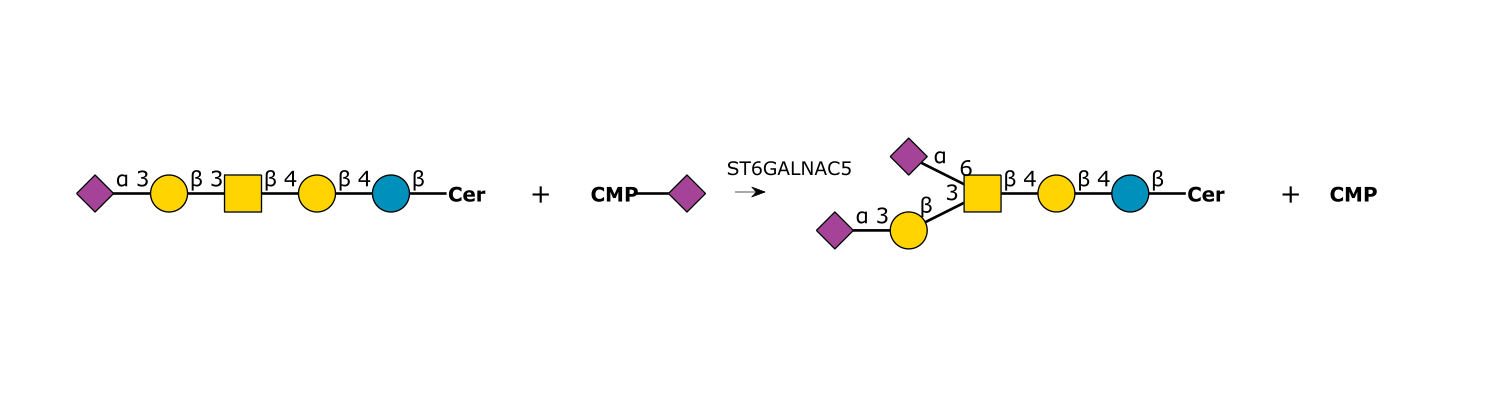 ST6GALNAC5
α 3 β 3 β 4 β 4 β Cer + CMP
α 6 β 4 β 4 β Cer + CMP
α 3 β 3